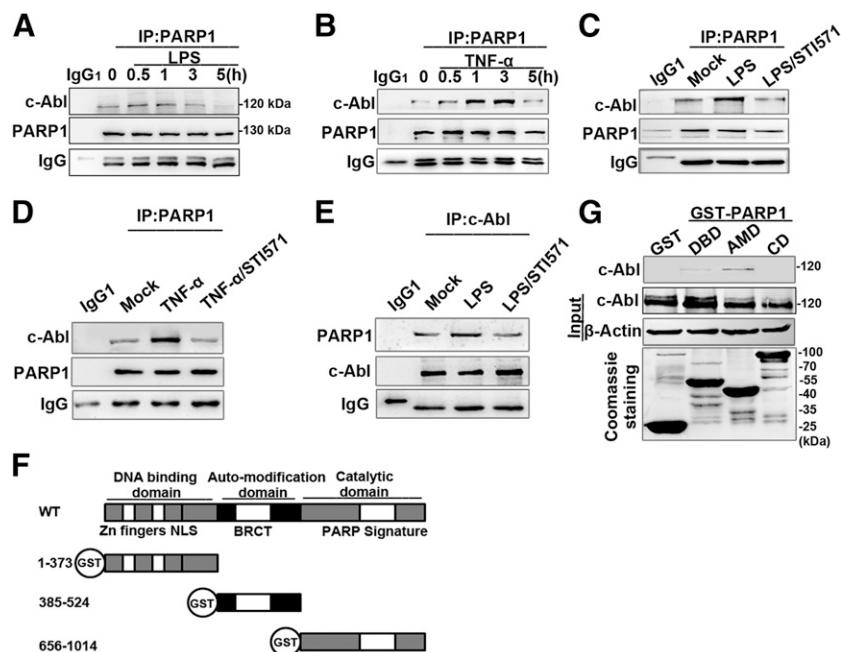 A
IP:PARP1
LPS
IgG1 0 0.5 1 3 5(h)
c-Abl
-120 kDa
PARP1
-130 kDa
IgG
B
IP:PARP1
TNF-α
IgG1 0 0.5 1 3 5(h)
c-Abl
PARP1
IgG
C
IP:PARP1
IgG1 Mock LPS LPS/STI571
c-Abl
PARP1
IgG
D
IP:PARP1
IgG1 Mock TNF-α TNF-α/STI571
c-Abl
PARP1
IgG
E
IP:c-Abl
IgG1 Mock LPS LPS/STI571
PARP1
c-Abl
IgG
G
GST-PARP1
GST DBD AMD CD
c-Abl -120
Input
c-Abl -120
β-Actin
Coomassie staining
-100
-70
-55
-40
-35
-25
(kDa)
F
DNA binding domain
Auto-modification domain
Catalytic domain
WT
Zn fingers NLS BRCT PARP Signature
1-373 GST
385-524 GST
656-1014 GST